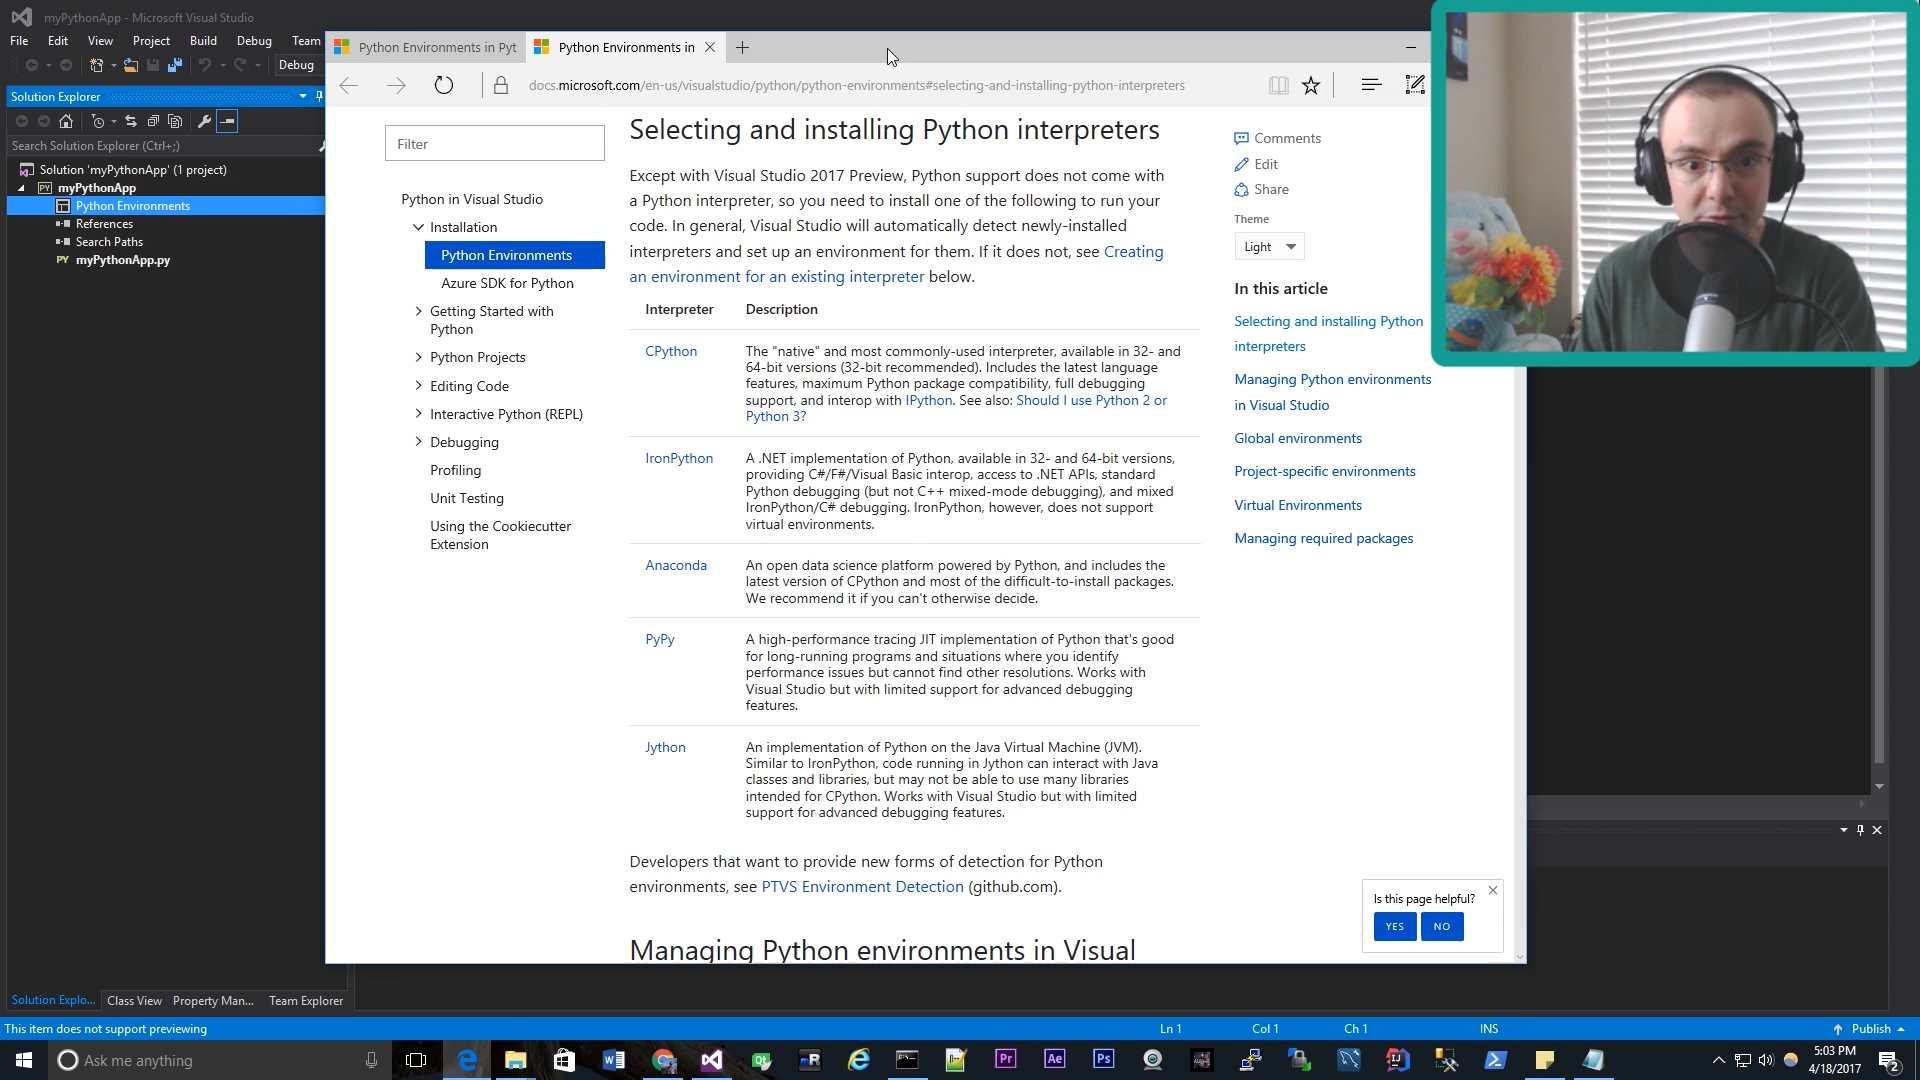 myPythonApp - Microsoft Visual Studio
File Edit View Project Build Debug Team
Debug
Solution Explorer
Search Solution Explorer (Ctrl+;)
Solution 'myPythonApp' (1 project)
myPythonApp
Python Environments
References
Search Paths
PY myPythonApp.py
Python Environments in Pyt
Python Environments in
docs.microsoft.com/en-us/visualstudio/python/python-environments#selecting-and-installing-python-interpreters
Filter
Python in Visual Studio
Installation
Python Environments
Azure SDK for Python
Getting Started with
Python
Python Projects
Editing Code
Interactive Python (REPL)
Debugging
Profiling
Unit Testing
Using the Cookiecutter
Extension
Selecting and installing Python interpreters
Except with Visual Studio 2017 Preview, Python support does not come with
a Python interpreter, so you need to install one of the following to run your
code. In general, Visual Studio will automatically detect newly-installed
interpreters and set up an environment for them. If it does not, see Creating
an environment for an existing interpreter below.
Interpreter Description
CPython The "native" and most commonly-used interpreter, available in 32- and
64-bit versions (32-bit recommended). Includes the latest language
features, maximum Python package compatibility, full debugging
support, and interop with IPython. See also: Should I use Python 2 or
Python 3?
IronPython A .NET implementation of Python, available in 32- and 64-bit versions,
providing C#/F#/Visual Basic interop, access to .NET APIs, standard
Python debugging (but not C++ mixed-mode debugging), and mixed
IronPython/C# debugging. IronPython, however, does not support
virtual environments.
Anaconda An open data science platform powered by Python, and includes the
latest version of CPython and most of the difficult-to-install packages.
We recommend it if you can't otherwise decide.
PyPy A high-performance tracing JIT implementation of Python that's good
for long-running programs and situations where you identify
performance issues but cannot find other resolutions. Works with
Visual Studio but with limited support for advanced debugging
features.
Jython An implementation of Python on the Java Virtual Machine (JVM).
Similar to IronPython, code running in Jython can interact with Java
classes and libraries, but may not be able to use many libraries
intended for CPython. Works with Visual Studio but with limited
support for advanced debugging features.
Developers that want to provide new forms of detection for Python
environments, see PTVS Environment Detection (github.com).
Managing Python environments in Visual
Comments
Edit
Share
Theme
Light
In this article
Selecting and installing Python
interpreters
Managing Python environments
in Visual Studio
Global environments
Project-specific environments
Virtual Environments
Managing required packages
Is this page helpful?
YES NO
Solution Explo... Class View Property Man... Team Explorer
This item does not support previewing Ln 1 Col 1 Ch 1 INS Publish
Ask me anything
Pr Ae Ps
5:03 PM
4/18/2017
2